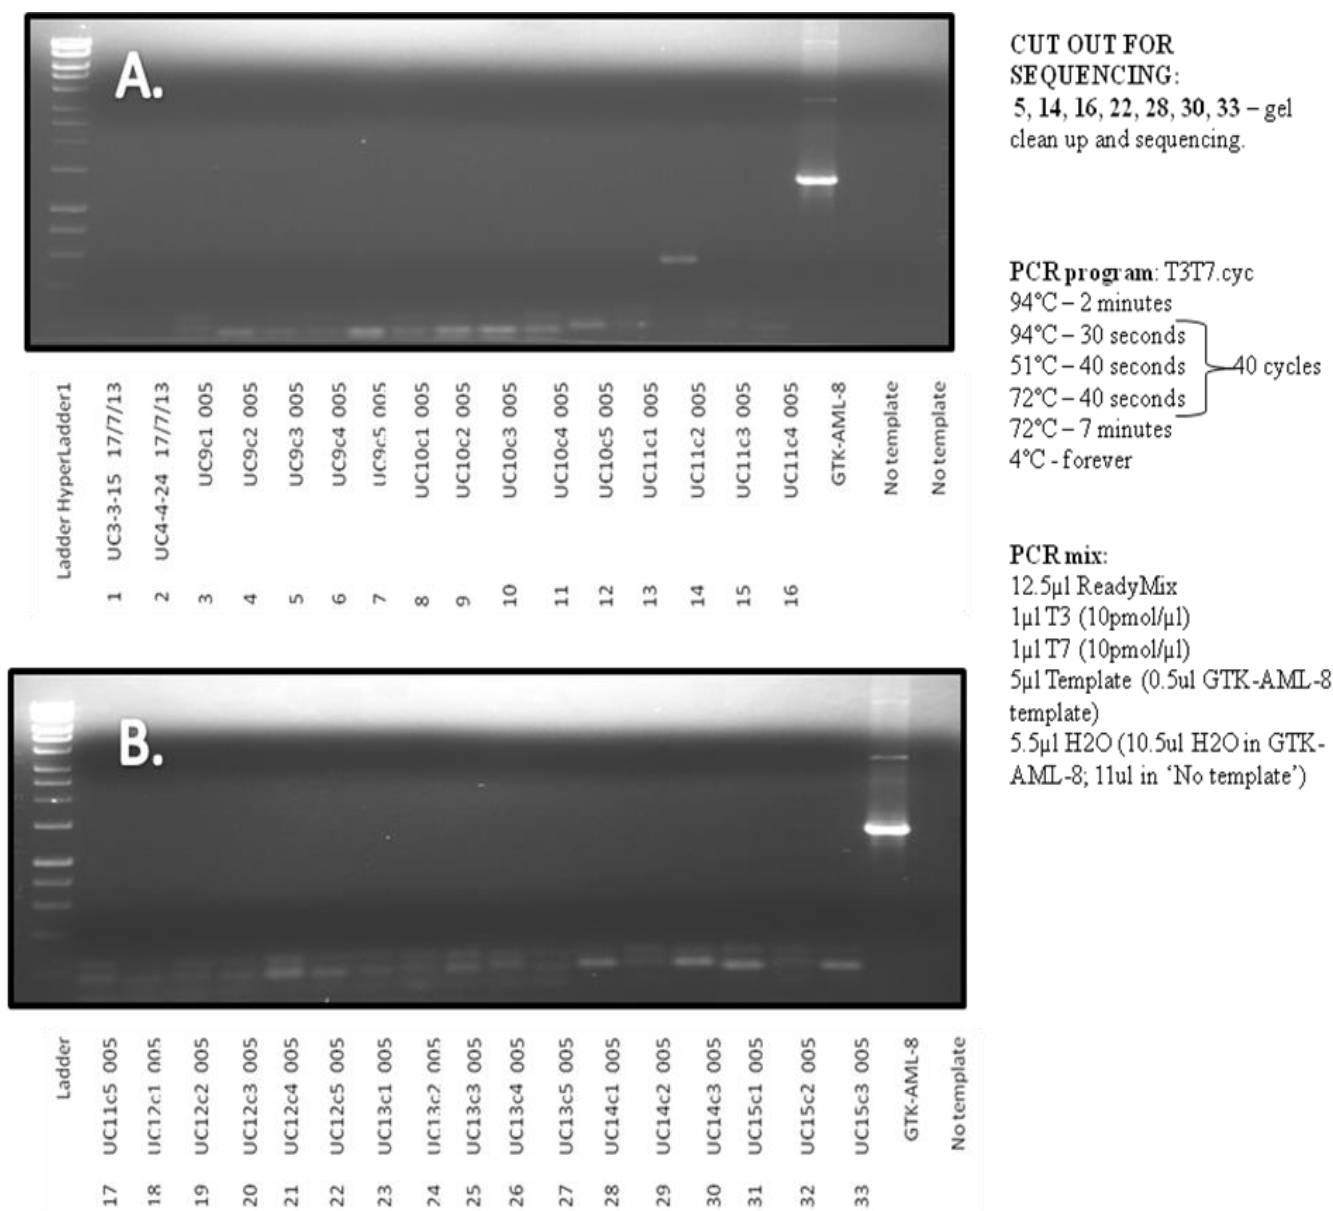 A.
Ladder HyperLadder1
1 UC3-3-15 17/7/13
2 UC4-4-24 17/7/13
3 UC9c1 005
4 UC9c2 005
5 UC9c3 005
6 UC9c4 005
7 UC9c5 005
8 UC10c1 005
9 UC10c2 005
10 UC10c3 005
11 UC10c4 005
12 UC10c5 005
13 UC11c1 005
14 UC11c2 005
15 UC11c3 005
16 UC11c4 005
GTK-AML-8
No template
No template
B.
Ladder
17 UC11c5 005
18 UC12c1 005
19 UC12c2 005
20 UC12c3 005
21 UC12c4 005
22 UC12c5 005
23 UC13c1 005
24 UC13c2 005
25 UC13c3 005
26 UC13c4 005
27 UC13c5 005
28 UC14c1 005
29 UC14c2 005
30 UC14c3 005
31 UC15c1 005
32 UC15c2 005
33 UC15c3 005
GTK-AML-8
No template
CUT OUT FOR
SEQUENCING:
5, 14, 16, 22, 28, 30, 33 – gel
clean up and sequencing.
PCR program: T3T7.cyc
94°C – 2 minutes
94°C – 30 seconds
51°C – 40 seconds
40 cycles
72°C – 40 seconds
72°C – 7 minutes
4°C - forever
PCR mix:
12.5µl ReadyMix
1µl T3 (10pmol/µl)
1µl T7 (10pmol/µl)
5µl Template (0.5ul GTK-AML-8
template)
5.5µl H2O (10.5ul H2O in GTK-
AML-8; 11ul in ‘No template’)